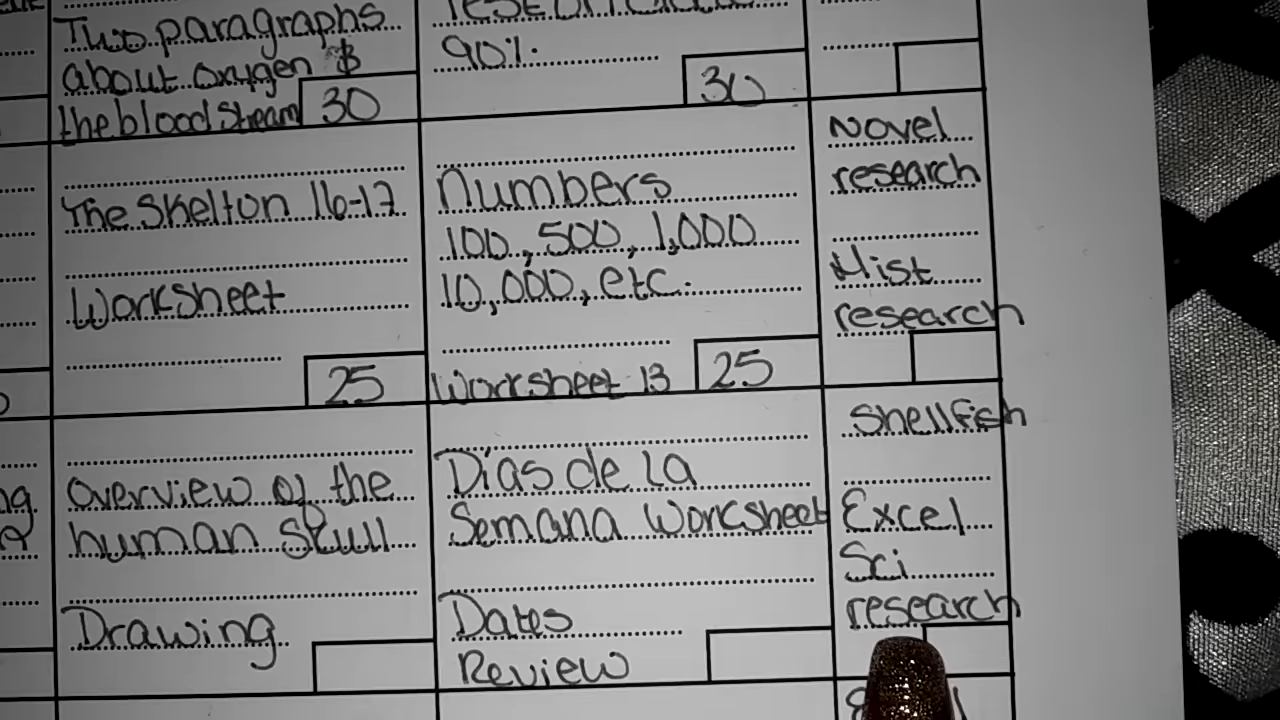 Two paragraphs
about oxygen &
the blood stream 30
90%
30
The Skelton 16-17
Worksheet
25
Numbers
100, 500, 1,000
10,000, etc.
Worksheet 13 25
Novel
research
Hist
research
Overview of the
human skull
Drawing
Días de la
Semana Worksheet
Dates
Review
Shellfish
Excel
Sci
research